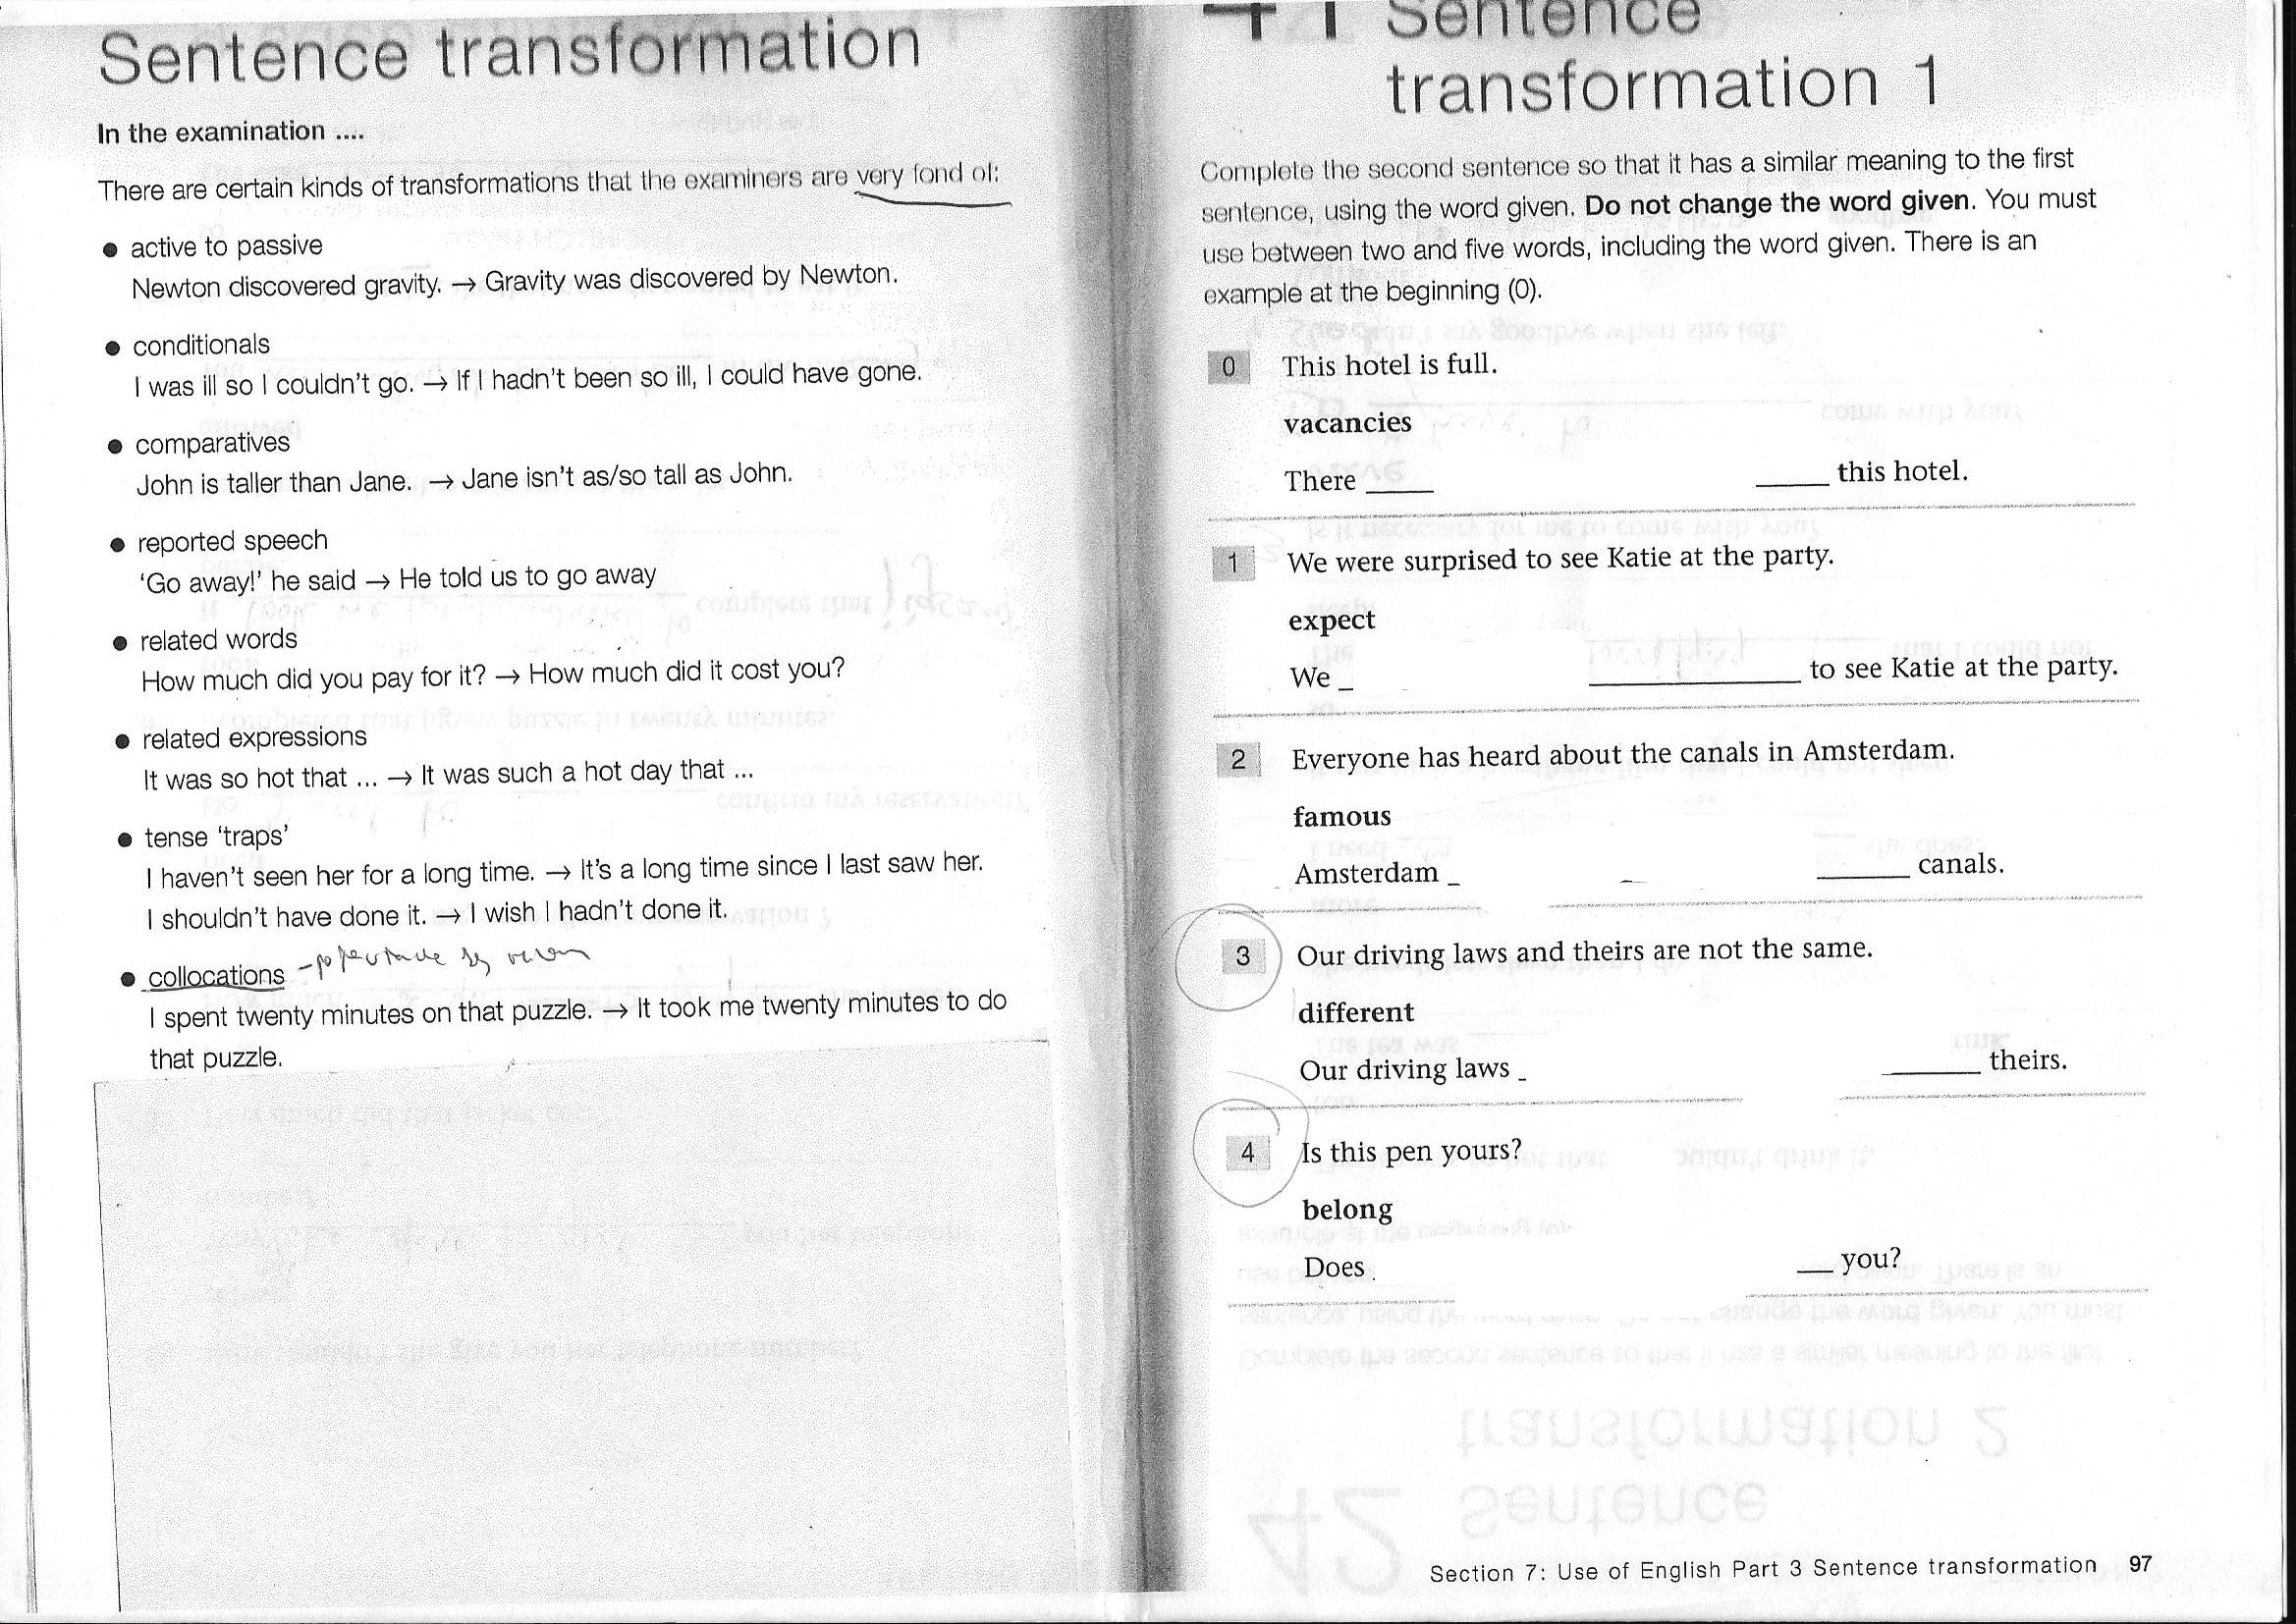 Sentence transformation
In the examination ....
There are certain kinds of transformations that the examiners are very fond of:
● active to passive
Newton discovered gravity. → Gravity was discovered by Newton.
● conditionals
I was ill so I couldn't go. → If I hadn't been so ill, I could have gone.
● comparatives
John is taller than Jane. → Jane isn't as/so tall as John.
● reported speech
'Go away!' he said → He told us to go away
● related words
How much did you pay for it? → How much did it cost you?
● related expressions
It was so hot that ... → It was such a hot day that ...
● tense 'traps'
I haven't seen her for a long time. → It's a long time since I last saw her.
I shouldn't have done it. → I wish I hadn't done it.
● collocations
I spent twenty minutes on that puzzle. → It took me twenty minutes to do
that puzzle.
Sentence
transformation 1
Complete the second sentence so that it has a similar meaning to the first
sentence, using the word given. Do not change the word given. You must
use between two and five words, including the word given. There is an
example at the beginning (0).
0 This hotel is full.
vacancies
There _____ _____ this hotel.
1 We were surprised to see Katie at the party.
expect
We _ _____ to see Katie at the party.
2 Everyone has heard about the canals in Amsterdam.
famous
Amsterdam _ _____ canals.
3 Our driving laws and theirs are not the same.
different
Our driving laws _ _____ theirs.
4 Is this pen yours?
belong
Does __ you?
Section 7: Use of English Part 3 Sentence transformation 97